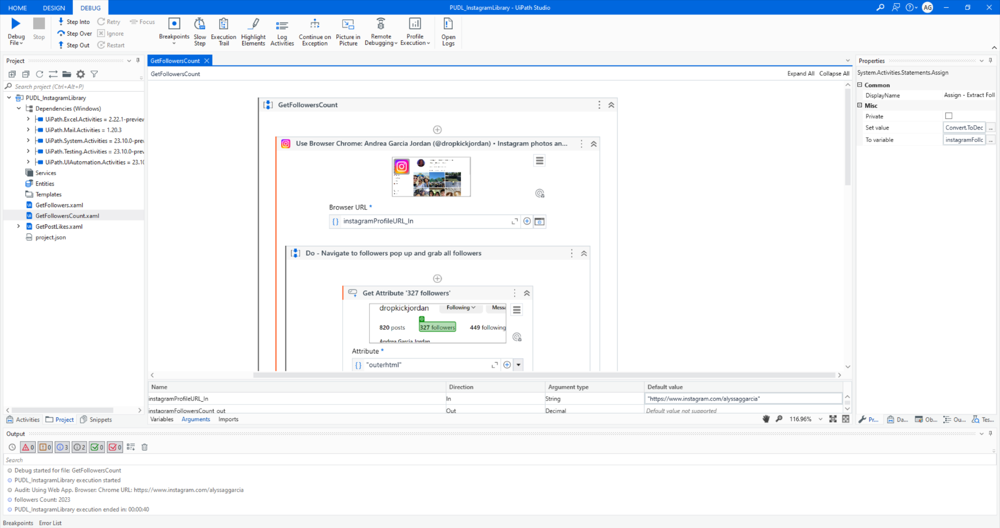 HOME DESIGN DEBUG PUDL_InstagramLibrary - UiPath Studio AG
Debug File
Stop
Step Into
Step Over
Step Out
Retry
Ignore
Restart
Focus
Breakpoints
Slow Step
Execution Trail
Highlight Elements
Log Activities
Continue on Exception
Picture in Picture
Remote Debugging
Profile Execution
Open Logs
Project
Search project (Ctrl+Alt+P)
PUDL_InstagramLibrary
Dependencies (Windows)
UiPath.Excel.Activities = 2.22.1-preview
UiPath.Mail.Activities = 1.20.3
UiPath.System.Activities = 23.10.0-prev
UiPath.Testing.Activities = 23.10.0-prev
UiPath.UIAutomation.Activities = 23.10
Services
Entities
Templates
GetFollowers.xaml
GetFollowersCount.xaml
GetPostLikes.xaml
project.json
Activities Project Snippets
GetFollowersCount
GetFollowersCount
Expand All Collapse All
GetFollowersCount
Use Browser Chrome: Andrea Garcia Jordan (@dropkickjordan) • Instagram photos an...
Browser URL *
{} instagramProfileURL_In
Do - Navigate to followers pop up and grab all followers
Get Attribute '327 followers'
dropkickjordan Following Messa
820 posts 327 followers 449 following
Andrea Garcia Jordan
Attribute *
{} "outerhtml"
Name Direction Argument type Default value
instagramProfileURL_In In String "https://www.instagram.com/alyssaggarcia"
instagramFollowersCount_out Out Decimal Default value not supported
Variables Arguments Imports
116.96%
Properties
System.Activities.Statements.Assign
Common
DisplayName Assign - Extract Foll
Misc
Private
Set value Convert.ToDec ...
To variable instagramFollc ...
Pr... Da... Ob... Ou... Tes...
Output
0 0 3 2 0 0
Search
Debug started for file: GetFollowersCount
PUDL_InstagramLibrary execution started
Audit: Using Web App. Browser: Chrome URL: https://www.instagram.com/alyssaggarcia
followers Count: 2023
PUDL_InstagramLibrary execution ended in: 00:00:40
Breakpoints Error List